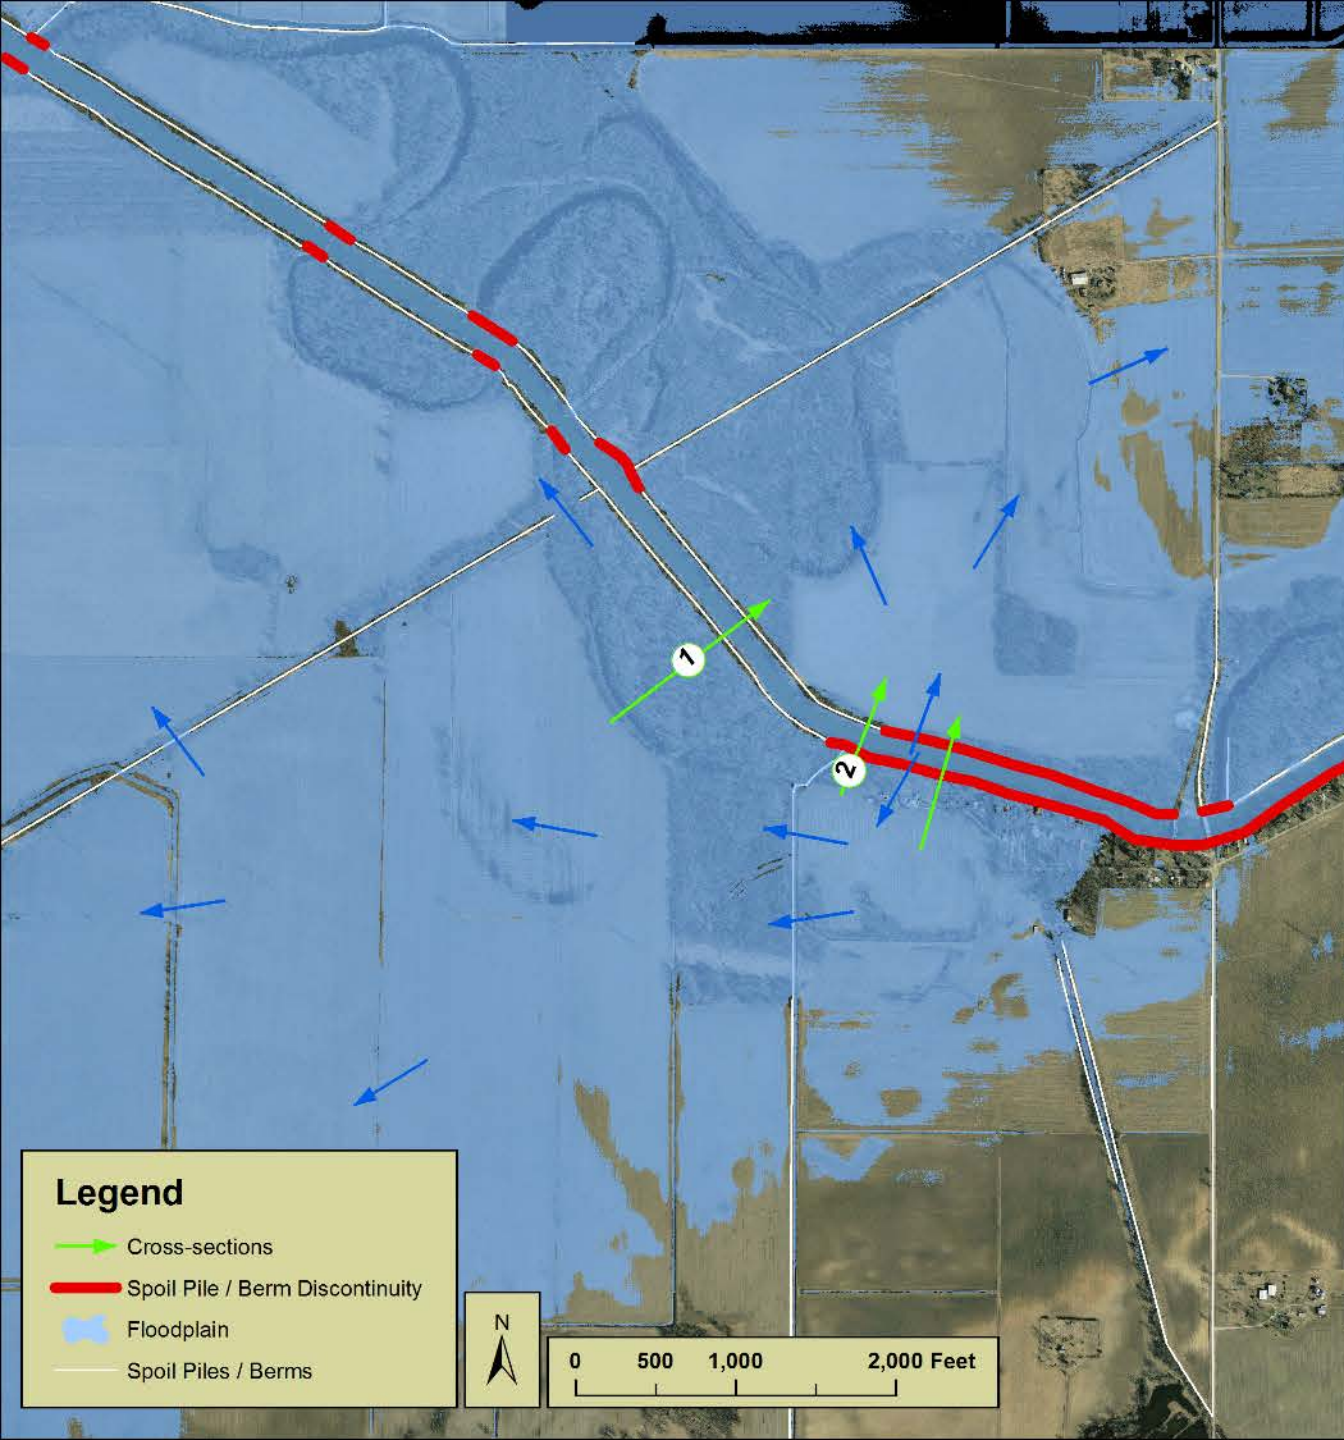 1
2
Legend
Cross-sections
Spoil Pile / Berm Discontinuity
Floodplain
Spoil Piles / Berms
N
0 500 1,000 2,000 Feet